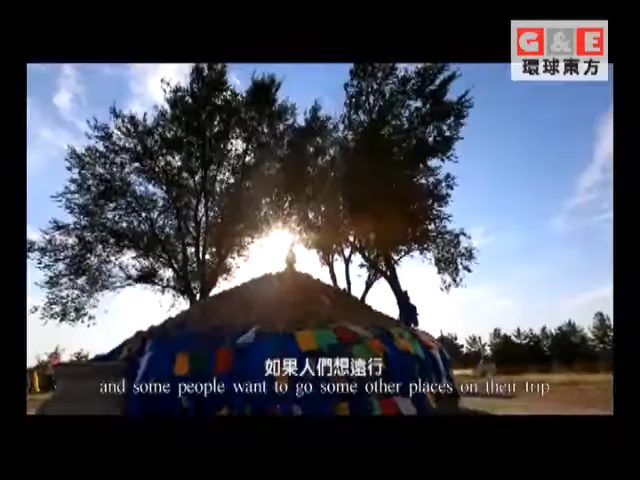 G&E
環球東方
如果人們想遠行
and some people want to go some other places on their trip